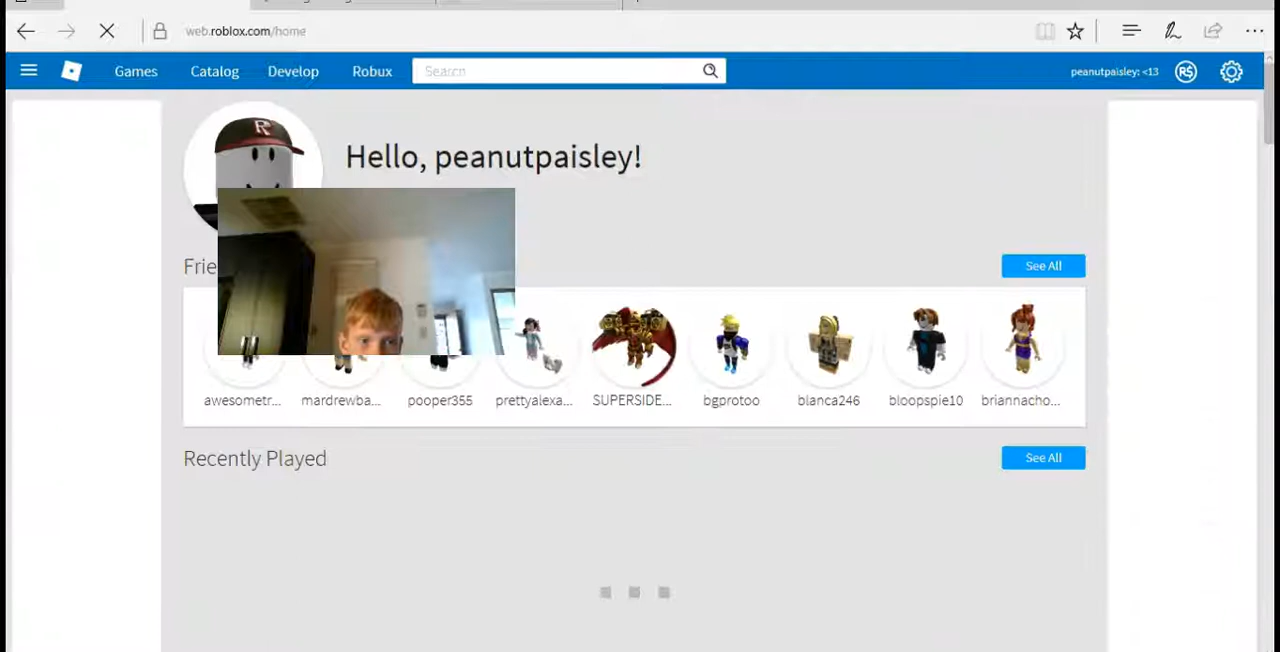 web.roblox.com/home
Games Catalog Develop Robux Search peanutpaisley: <13 R$
R
Hello, peanutpaisley!
See All
awesometr... mardrewba... pooper355 prettyalexa... SUPERSIDE... bgprotoo blanca246 bloopspie10 briannacho...
Recently Played See All